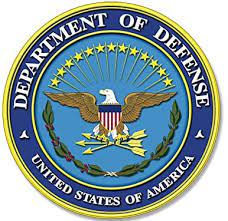 DEPARTMENT OF DEFENSE
UNITED STATES OF AMERICA